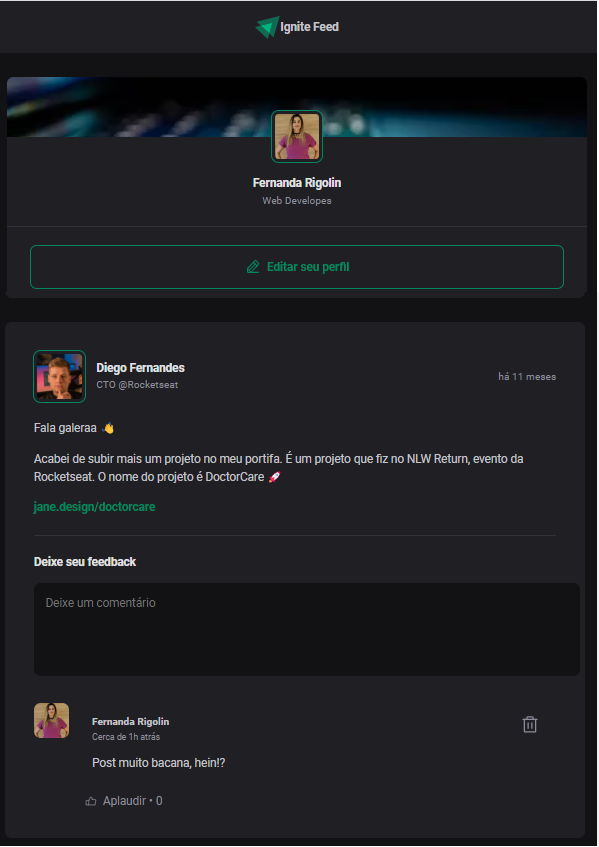 Ignite Feed
Fernanda Rigolin
Web Developes
Editar seu perfil
Diego Fernandes
CTO @Rocketseat
há 11 meses
Fala galeraa 👋
Acabei de subir mais um projeto no meu portifa. É um projeto que fiz no NLW Return, evento da
Rocketseat. O nome do projeto é DoctorCare 🚀
jane.design/doctorcare
Deixe seu feedback
Deixe um comentário
Fernanda Rigolin
Cerca de 1h atrás
Post muito bacana, hein!?
Aplaudir • 0